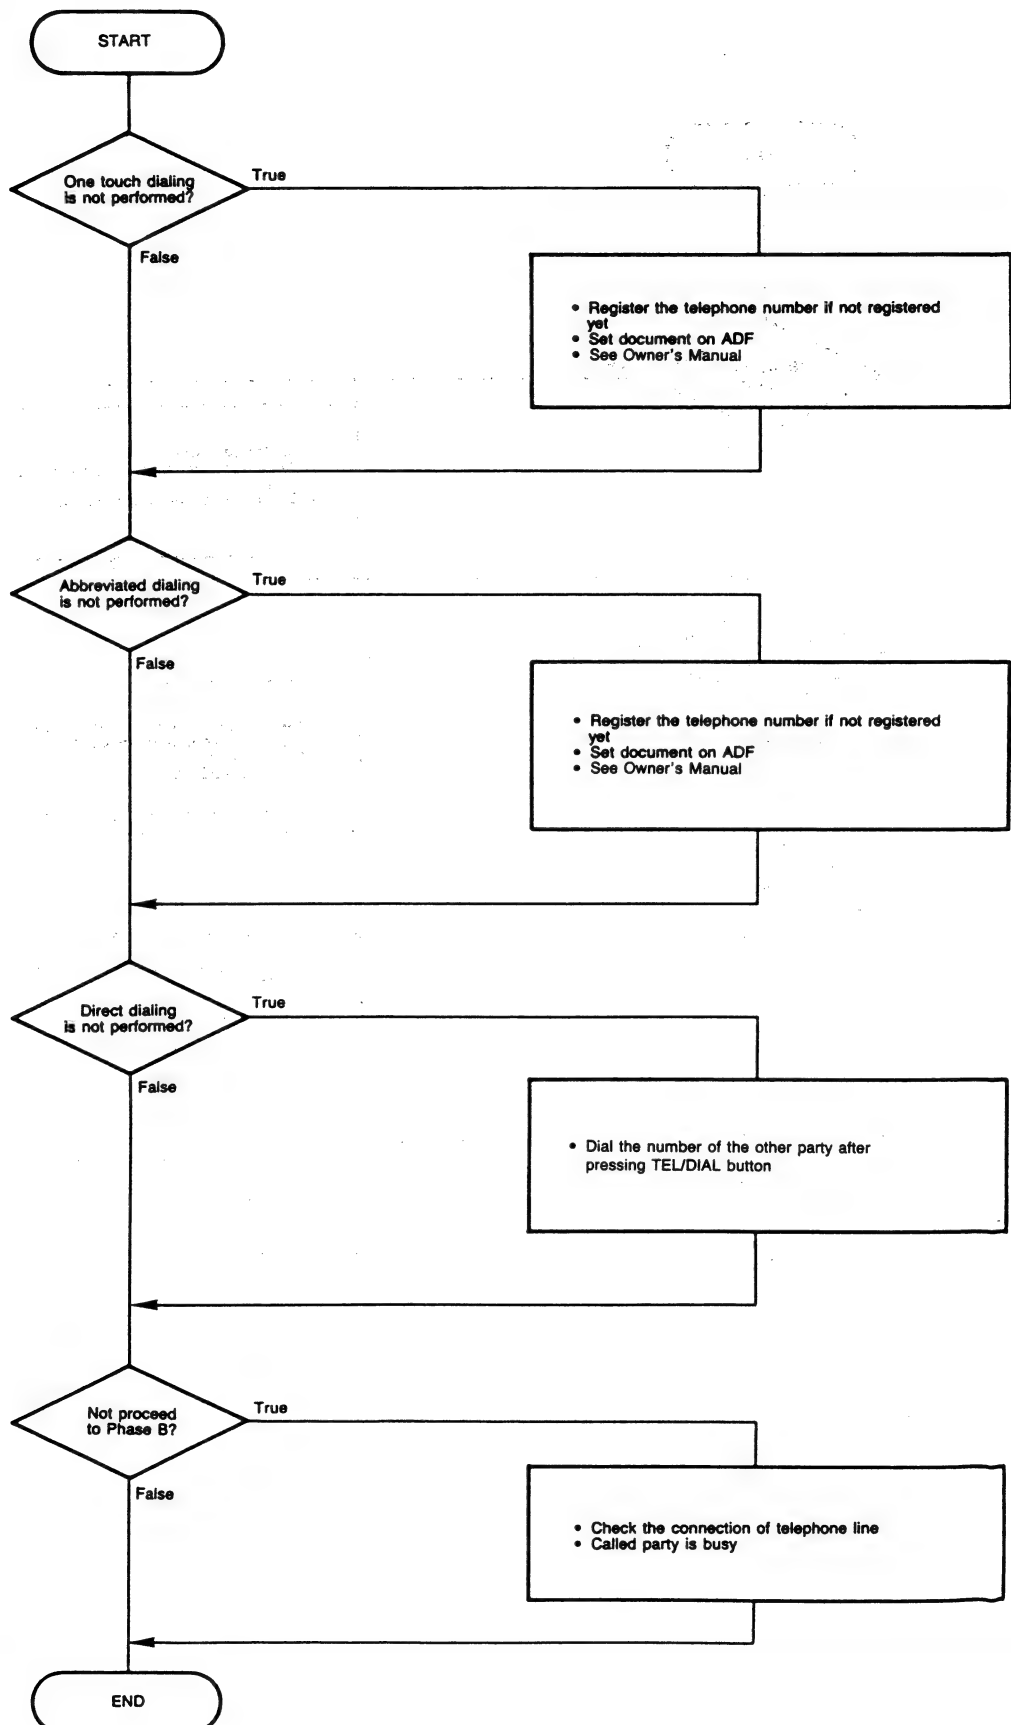 START
One touch dialing
is not performed?
True
False
• Register the telephone number if not registered
yet
• Set document on ADF
• See Owner's Manual
Abbreviated dialing
is not performed?
True
False
• Register the telephone number if not registered
yet
• Set document on ADF
• See Owner's Manual
Direct dialing
is not performed?
True
False
• Dial the number of the other party after
pressing TEL/DIAL button
Not proceed
to Phase B?
True
False
• Check the connection of telephone line
• Called party is busy
END